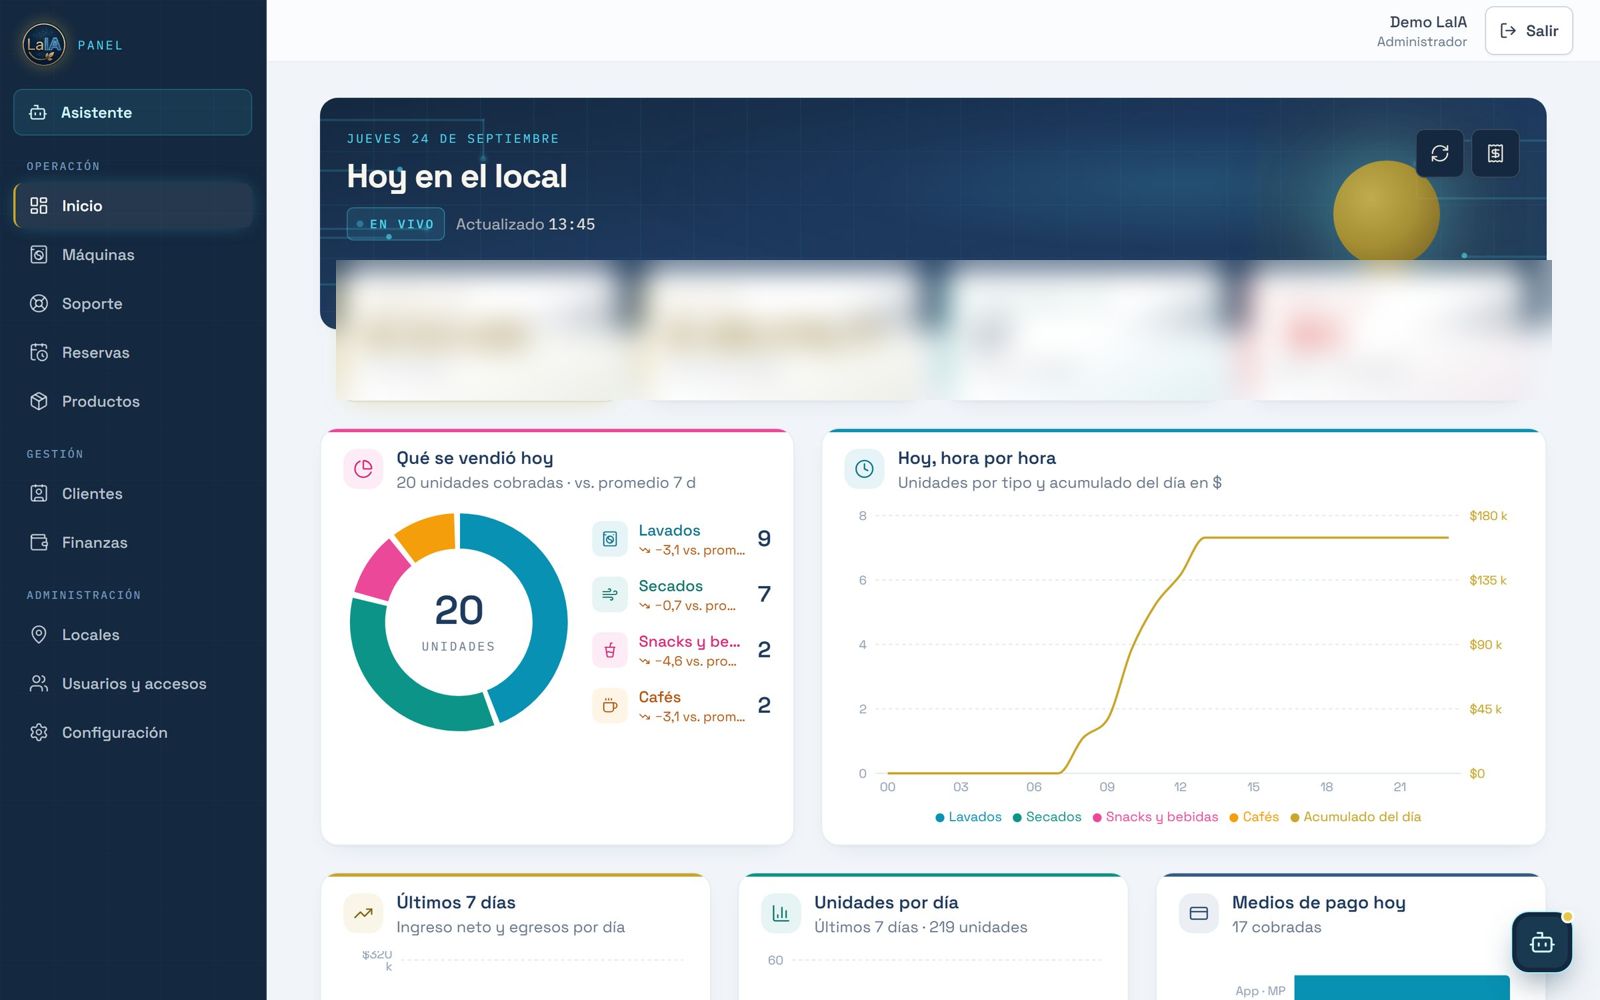 LaIA PANEL
Asistente
OPERACIÓN
Inicio
Máquinas
Soporte
Reservas
Productos
GESTIÓN
Clientes
Finanzas
ADMINISTRACIÓN
Locales
Usuarios y accesos
Configuración
Demo LaIA
Administrador
Salir
JUEVES 24 DE SEPTIEMBRE
Hoy en el local
EN VIVO Actualizado 13:45
Qué se vendió hoy
20 unidades cobradas · vs. promedio 7 d
20
UNIDADES
Lavados 9
−3,1 vs. prom...
Secados 7
−0,7 vs. pro...
Snacks y be... 2
−4,6 vs. pro...
Cafés 2
−3,1 vs. prom...
Hoy, hora por hora
Unidades por tipo y acumulado del día en $
8 $180 k
6 $135 k
4 $90 k
2 $45 k
0 $0
00 03 06 09 12 15 18 21
Lavados Secados Snacks y bebidas Cafés Acumulado del día
Últimos 7 días
Ingreso neto y egresos por día
$320
k
Unidades por día
Últimos 7 días · 219 unidades
60
Medios de pago hoy
17 cobradas
App · MP